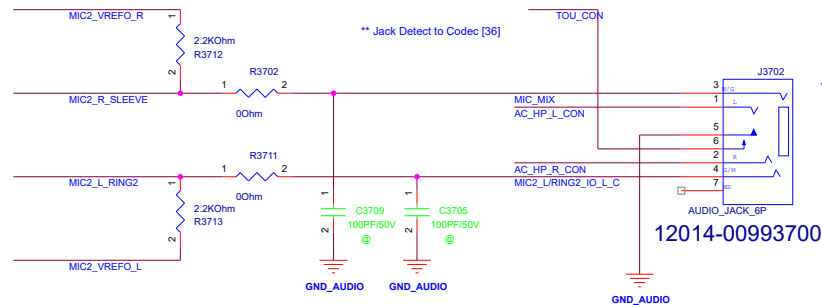 MIC2_VREFO_R
1
2.2KOhm
R3712
2
** Jack Detect to Codec [36]
TOU_CON
J3702
MIC2_R_SLEEVE
1
R3702
2
0Ohm
MIC_MIX
3
M/G
AC_HP_L_CON
1
L
5
6
MIC2_L_RING2
1
R3711
2
0Ohm
AC_HP_R_CON
2
R
MIC2_L/RING2_IO_L_C
4
G/M
7
MS
1
2.2KOhm
R3713
2
MIC2_VREFO_L
1
C3709
100PF/50V
2
@
1
C3705
100PF/50V
2
@
AUDIO_JACK_6P
12014-00993700
GND_AUDIO
GND_AUDIO
GND_AUDIO